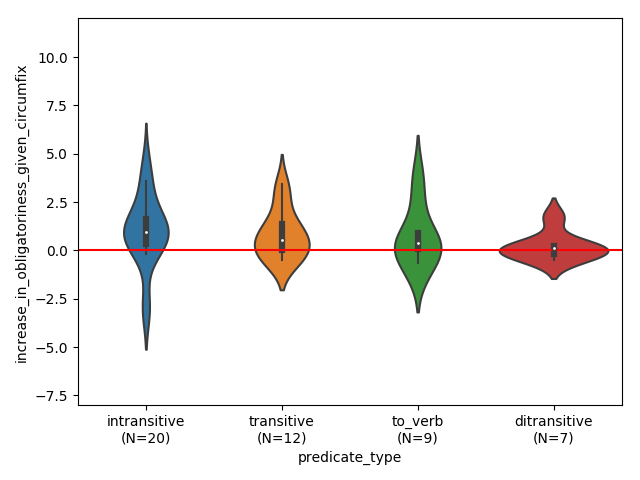 increase_in_obligatoriness_given_circumfix
10.0
7.5
5.0
2.5
0.0
−2.5
−5.0
−7.5
intransitive transitive to_verb ditransitive
(N=20) (N=12) (N=9) (N=7)
predicate_type